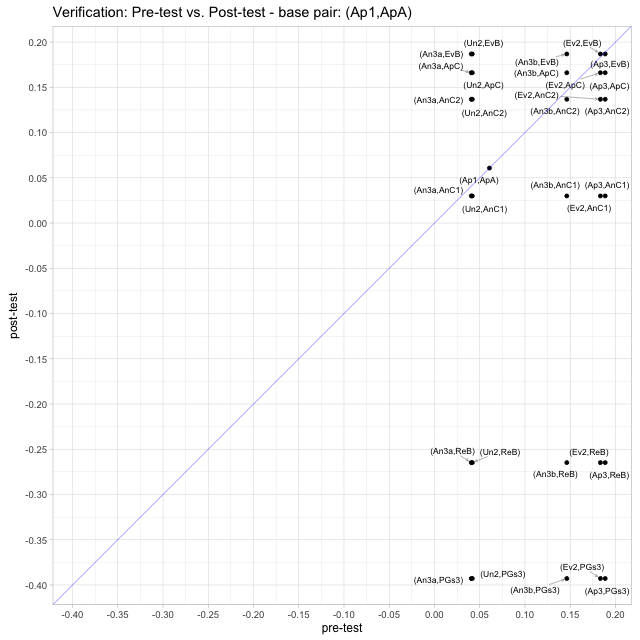 Verification: Pre-test vs. Post-test - base pair: (Ap1,ApA)
0.20
(Un2,EvB)
(Ev2,EvB)
(An3a,EvB)
(An3b,EvB)
(Ap3,EvB)
(An3a,ApC)
(An3b,ApC)
0.15
(Un2,ApC)
(Ev2,ApC)
(Ap3,ApC)
(An3a,AnC2)
(Ev2,AnC2)
(Un2,AnC2)
(An3b,AnC2)
(Ap3,AnC2)
0.10
0.05
(Ap1,ApA)
(An3a,AnC1)
(An3b,AnC1)
(Ap3,AnC1)
(Un2,AnC1)
(Ev2,AnC1)
0.00
-0.05
-0.10
post-test
-0.15
-0.20
-0.25
(An3a,ReB)
(Un2,ReB)
(Ev2,ReB)
(An3b,ReB)
(Ap3,ReB)
-0.30
-0.35
(An3a,PGs3)
(Un2,PGs3)
(Ev2,PGs3)
(An3b,PGs3)
(Ap3,PGs3)
-0.40
-0.40
-0.35
-0.30
-0.25
-0.20
-0.15
-0.10
-0.05
0.00
0.05
0.10
0.15
0.20
pre-test